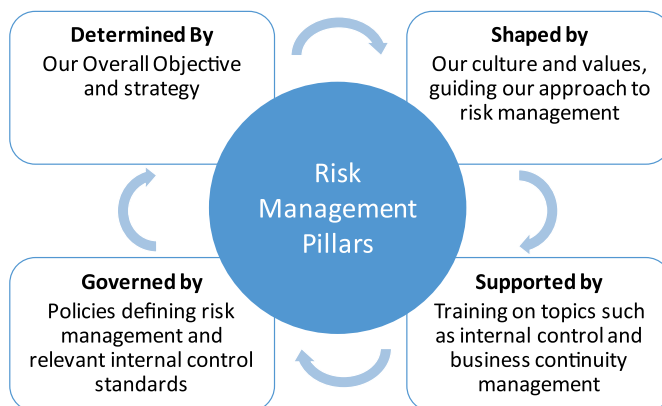 Determined By
Our Overall Objective
and strategy
Shaped by
Our culture and values,
guiding our approach to
risk management
Risk
Management
Pillars
Governed by
Policies defining risk
management and
relevant internal control
standards
Supported by
Training on topics such
as internal control and
business continuity
management